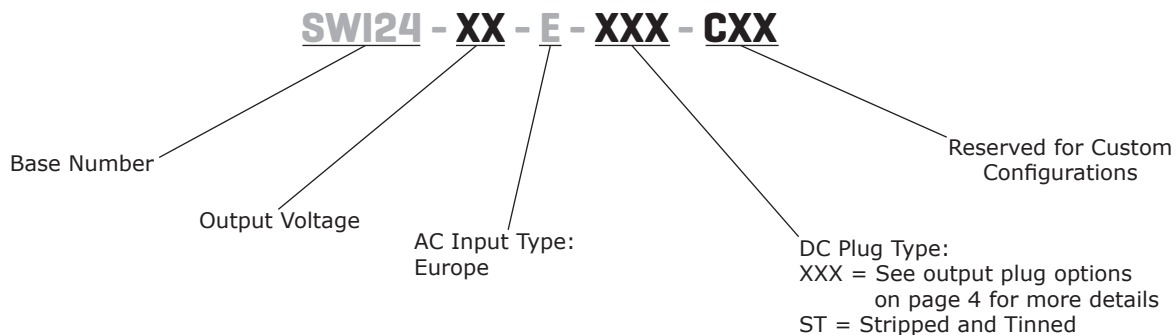 SWI24 - XX - E - XXX - CXX
Base Number
Output Voltage
AC Input Type:
Europe
DC Plug Type:
XXX = See output plug options
on page 4 for more details
ST = Stripped and Tinned
Reserved for Custom
Configurations